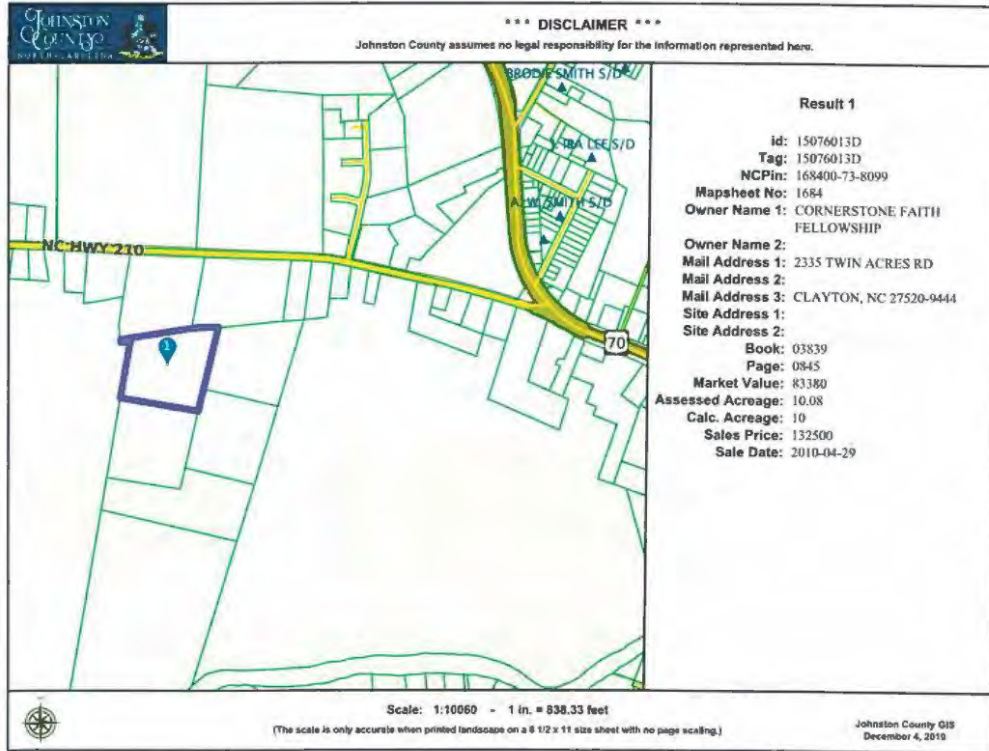 JOHNSTON
COUNTY
NORTH CAROLINA
*** DISCLAIMER ***
Johnston County assumes no legal responsibility for the information represented here.
BRODIE SMITH S/D
IRA LEE S/D
A. W. SMITH S/D
NC HWY 210
70
1
Result 1
id: 15076013D
Tag: 15076013D
NCPin: 168400-73-8099
Mapsheet No: 1684
Owner Name 1: CORNERSTONE FAITH
FELLOWSHIP
Owner Name 2:
Mail Address 1: 2335 TWIN ACRES RD
Mail Address 2:
Mail Address 3: CLAYTON, NC 27520-9444
Site Address 1:
Site Address 2:
Book: 03839
Page: 0845
Market Value: 83380
Assessed Acreage: 10.08
Calc. Acreage: 10
Sales Price: 132500
Sale Date: 2010-04-29
Scale: 1:10060 - 1 in. = 838.33 feet
(The scale is only accurate when printed landscape on a 8 1/2 x 11 size sheet with no page scaling.)
Johnston County GIS
December 4, 2019